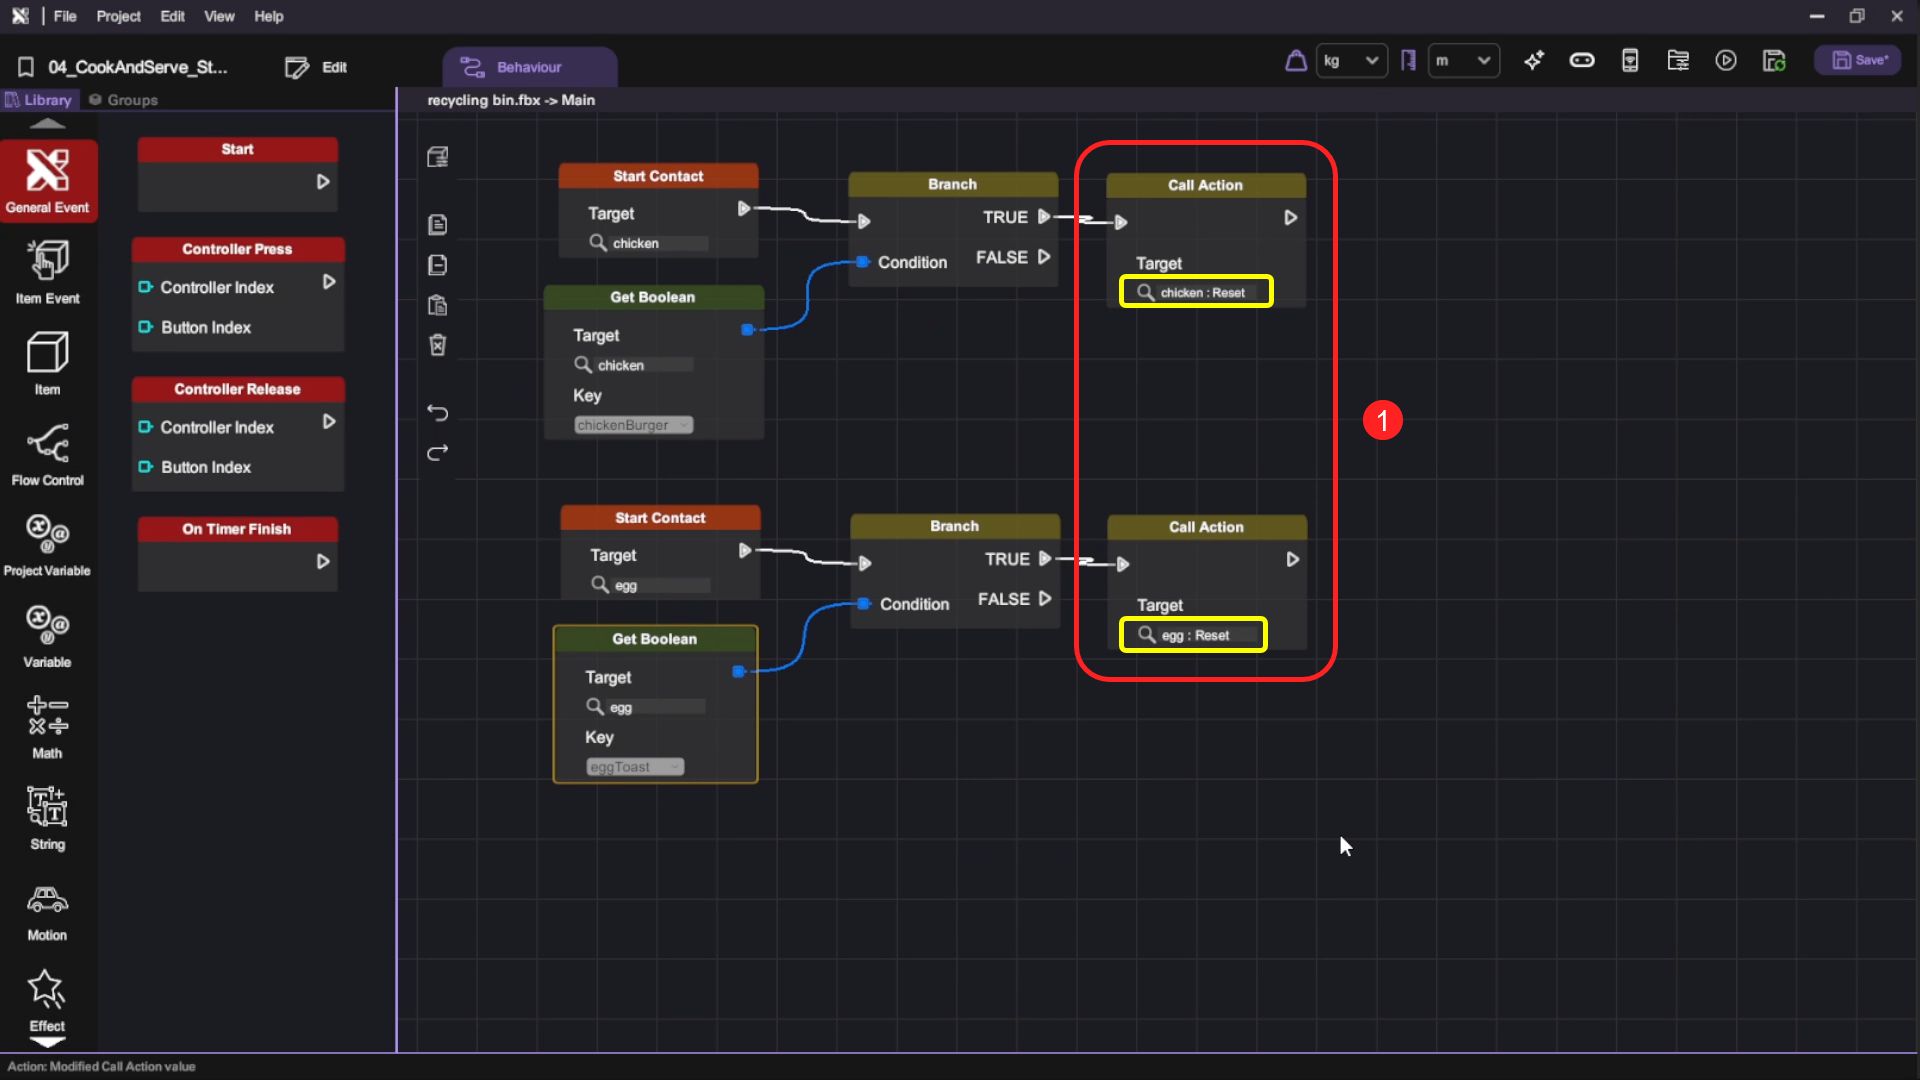 File Project Edit View Help
04_CookAndServe_St... Edit Behaviour kg m Save*
Library Groups
recycling bin.fbx -> Main
General Event
Item Event
Item
Flow Control
Project Variable
Variable
Math
String
Motion
Effect
Start
Controller Press
Controller Index
Button Index
Controller Release
Controller Index
Button Index
On Timer Finish
Start Contact
Target
chicken
Branch
TRUE
FALSE
Condition
Call Action
Target
chicken : Reset
Get Boolean
Target
chicken
Key
chickenBurger
1
Start Contact
Target
egg
Branch
TRUE
FALSE
Condition
Call Action
Target
egg : Reset
Get Boolean
Target
egg
Key
eggToast
Action: Modified Call Action value